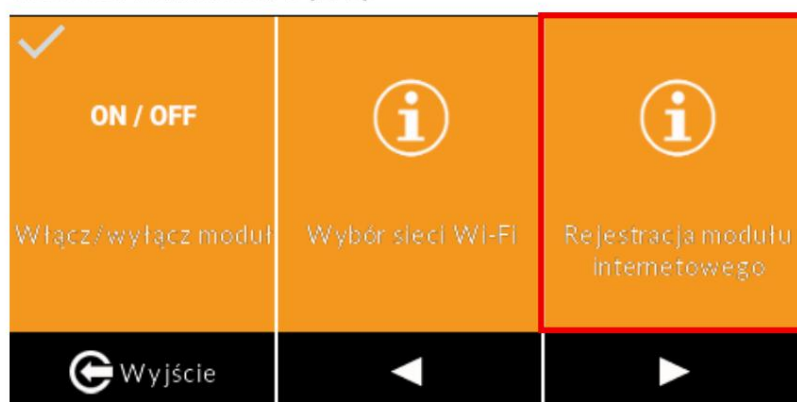 ON / OFF
Włącz/wyłącz moduł
Wybór sieci Wi-Fi
Rejestracja modułu
internetowego
Wyjście